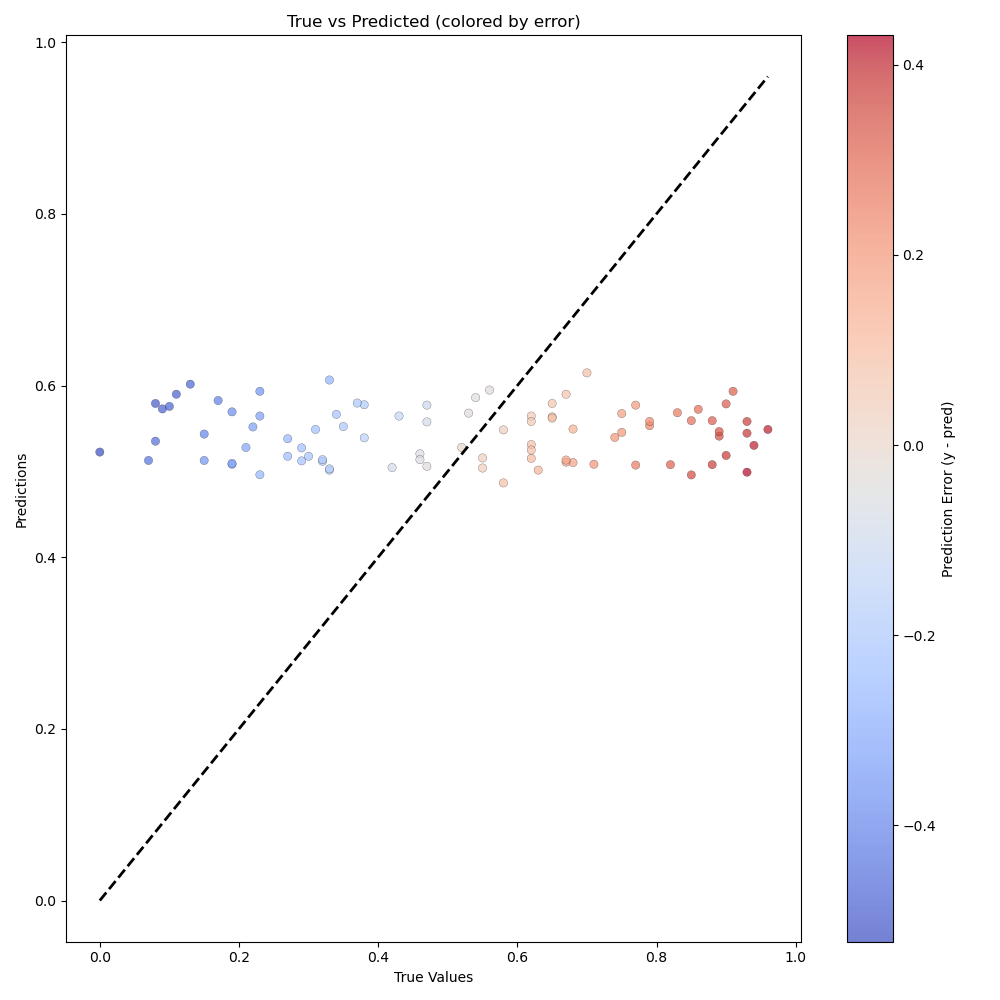 True vs Predicted (colored by error)
1.0
0.8
0.6
0.4
0.2
0.0
Predictions
0.0 0.2 0.4 0.6 0.8 1.0
True Values
0.4
0.2
0.0
−0.2
−0.4
Prediction Error (y - pred)